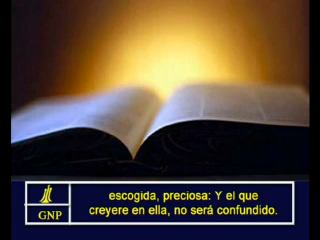 escogida, preciosa: Y el que
creyere en ella, no será confundido.
GNP